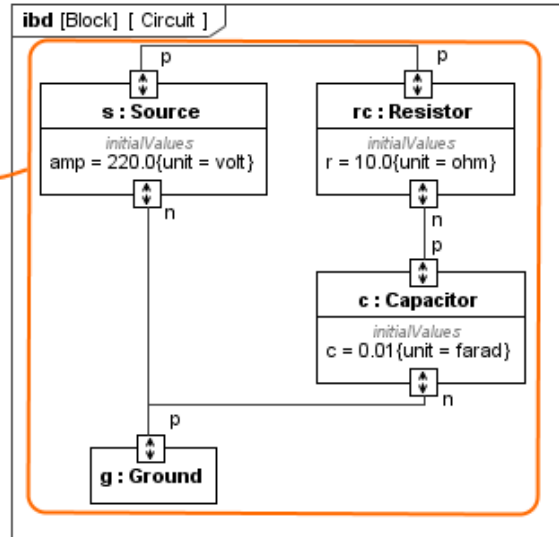 ibd [Block] [ Circuit ]
p
p
s : Source
rc : Resistor
initialValues
initialValues
amp = 220.0{unit = volt}
r = 10.0{unit = ohm}
n
n
p
c : Capacitor
initialValues
c = 0.01{unit = farad}
n
p
g : Ground